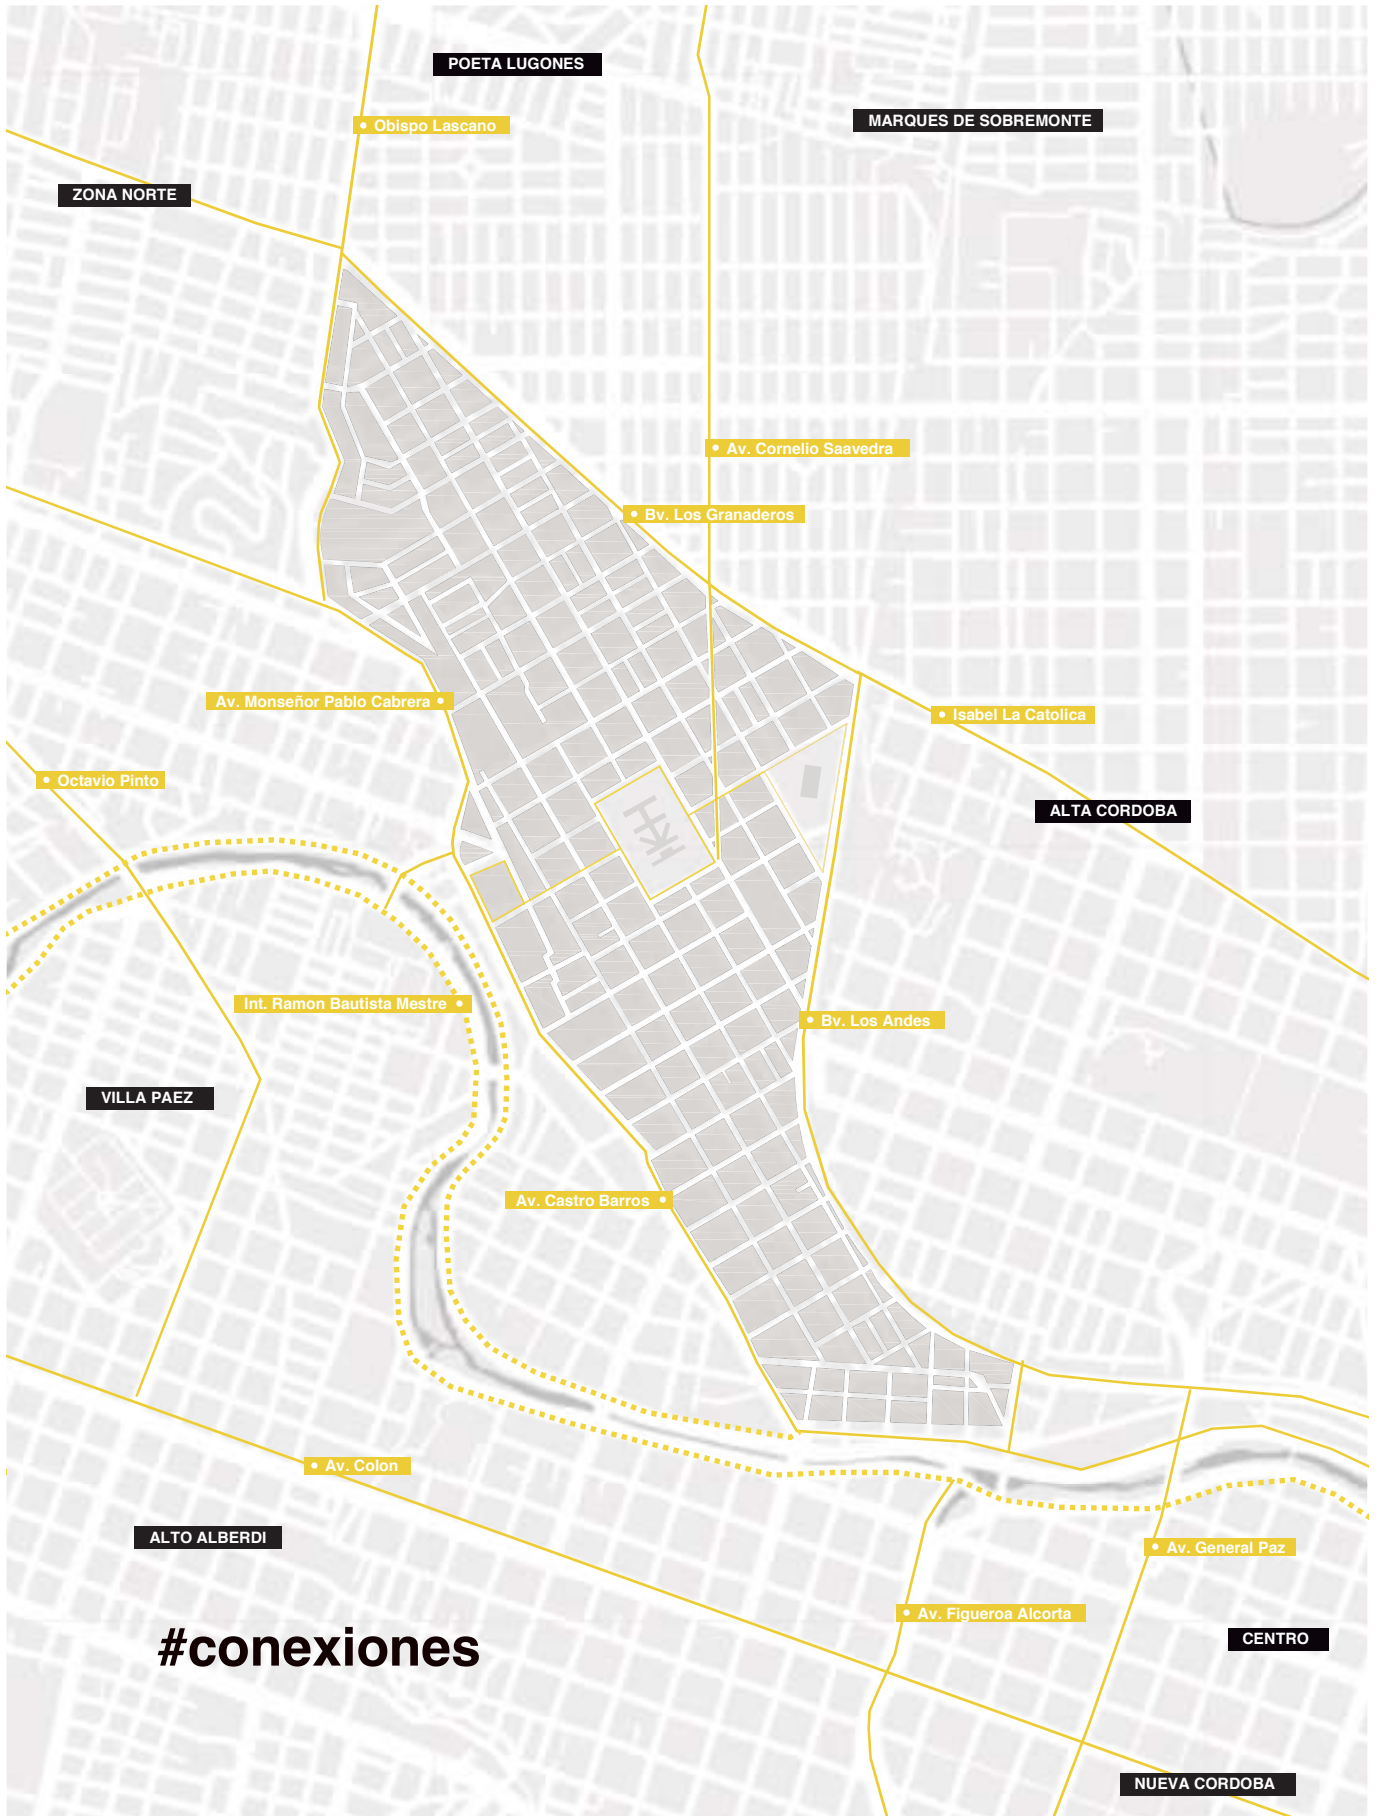 POETA LUGONES
MARQUES DE SOBREMONTE
Obispo Lascano
ZONA NORTE
Av. Cornelio Saavedra
Bv. Los Granaderos
Av. Monseñor Pablo Cabrera
Isabel La Catolica
Octavio Pinto
ALTA CORDOBA
Int. Ramon Bautista Mestre
Bv. Los Andes
VILLA PAEZ
Av. Castro Barros
Av. Colon
ALTO ALBERDI
Av. General Paz
Av. Figueroa Alcorta
CENTRO
#conexiones
NUEVA CORDOBA